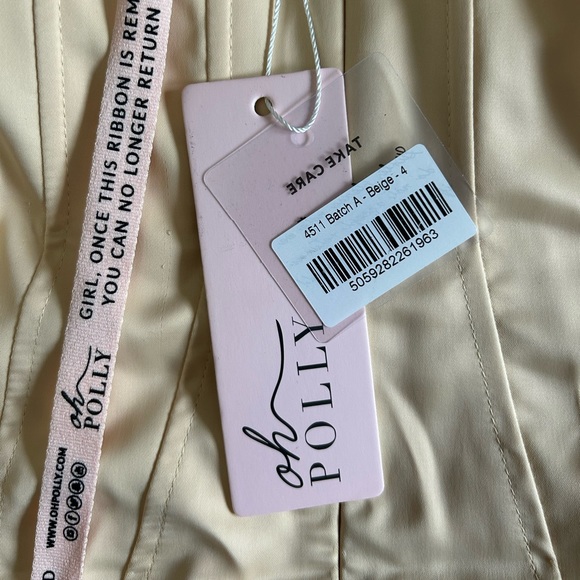 GIRL, ONCE THIS RIBBON IS REM
YOU CAN NO LONGER RETURN
oh
POLLY
WWW.OHPOLLY.COM
D
TAKE CARE
4511 Batch A - Beige - 4
5059282261963
oh
POLLY